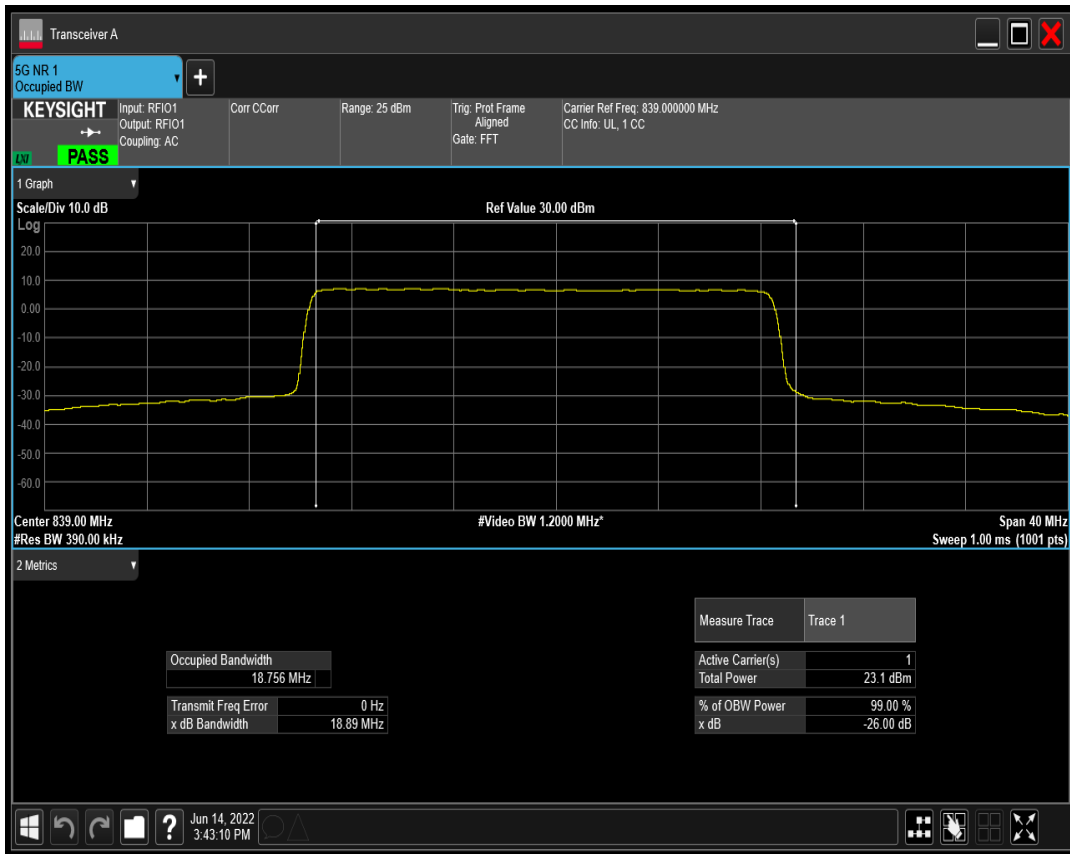 Transceiver A
5G NR 1
Occupied BW
+
KEYSIGHT
LXI
PASS
Input: RFIO1
Output: RFIO1
Coupling: AC
Corr CCorr
Range: 25 dBm
Trig: Prot Frame
Aligned
Gate: FFT
Carrier Ref Freq: 839.000000 MHz
CC Info: UL, 1 CC
1 Graph
Scale/Div 10.0 dB
Ref Value 30.00 dBm
Log
20.0
10.0
0.00
-10.0
-20.0
-30.0
-40.0
-50.0
-60.0
Center 839.00 MHz
#Video BW 1.2000 MHz*
Span 40 MHz
#Res BW 390.00 kHz
Sweep 1.00 ms (1001 pts)
2 Metrics
Measure Trace Trace 1
Occupied Bandwidth
18.756 MHz
Active Carrier(s) 1
Total Power 23.1 dBm
Transmit Freq Error 0 Hz
x dB Bandwidth 18.89 MHz
% of OBW Power 99.00 %
x dB -26.00 dB
?
Jun 14, 2022
3:43:10 PM